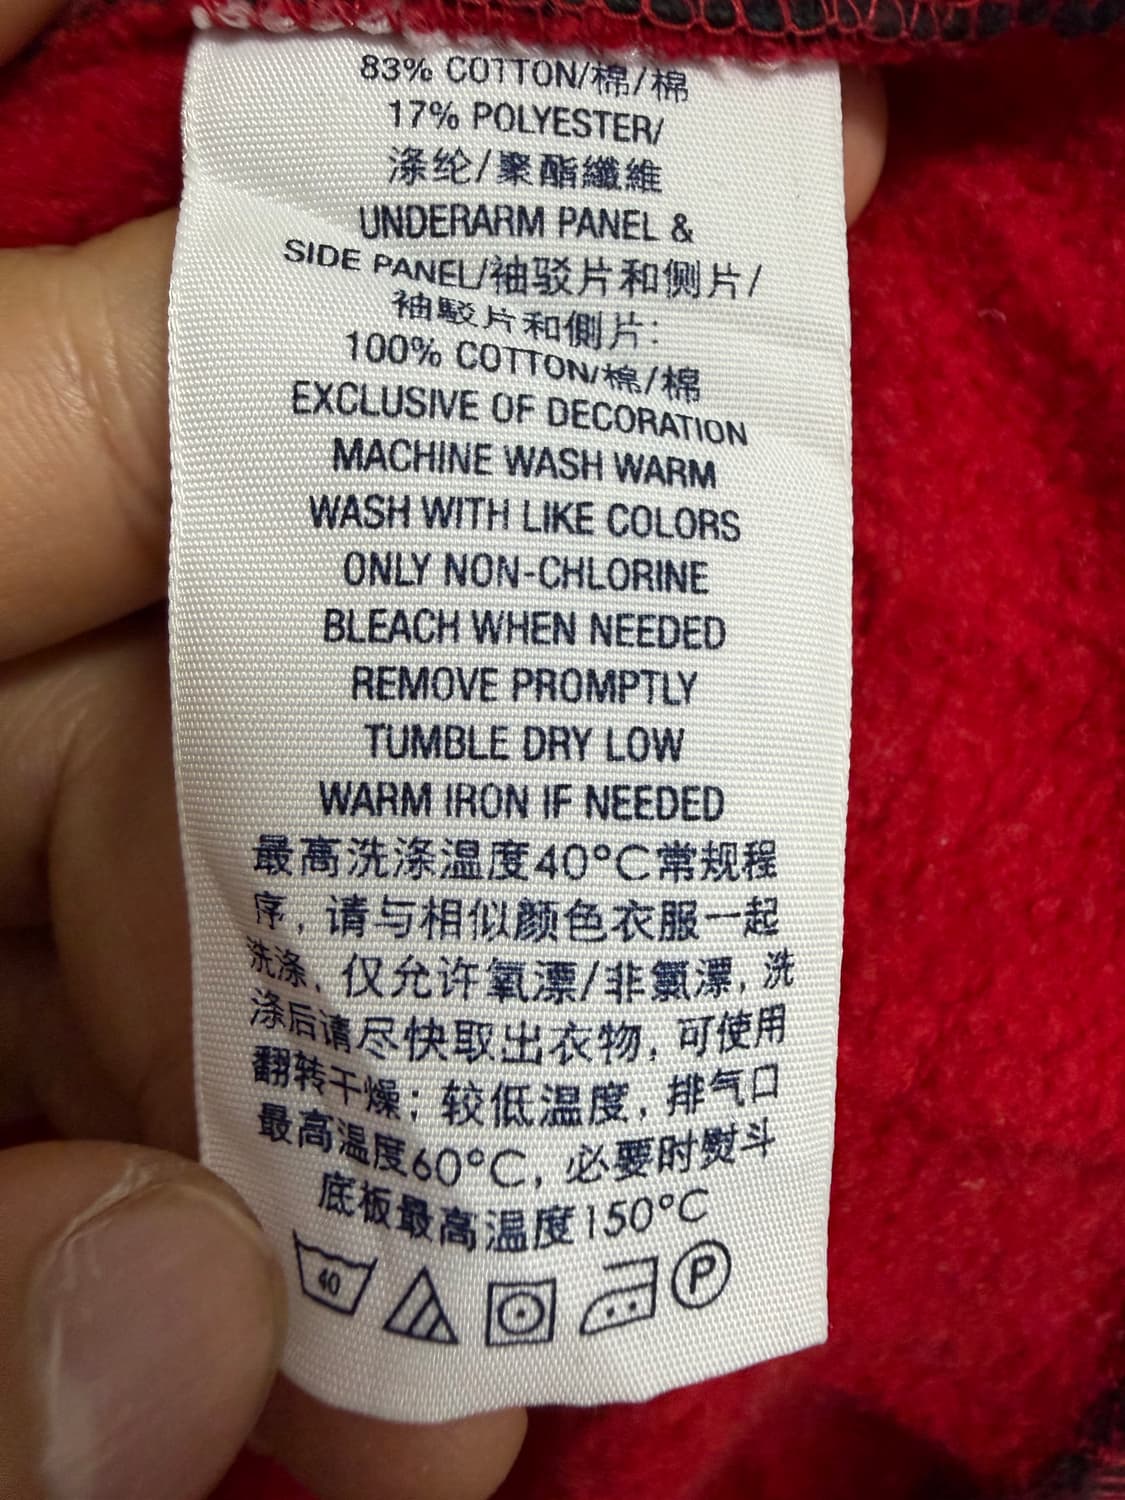 83% COTTON/棉/棉
17% POLYESTER/
涤纶/聚酯纖維
UNDERARM PANEL &
SIDE PANEL/袖驳片和侧片/
袖駁片和側片:
100% COTTON/棉/棉
EXCLUSIVE OF DECORATION
MACHINE WASH WARM
WASH WITH LIKE COLORS
ONLY NON-CHLORINE
BLEACH WHEN NEEDED
REMOVE PROMPTLY
TUMBLE DRY LOW
WARM IRON IF NEEDED
最高洗涤温度40°C常规程
序, 请与相似颜色衣服一起
洗涤, 仅允许氧漂/非氯漂, 洗
涤后请尽快取出衣物, 可使用
翻转干燥; 较低温度, 排气口
最高温度60°C, 必要时熨斗
底板最高温度150°C
40 P